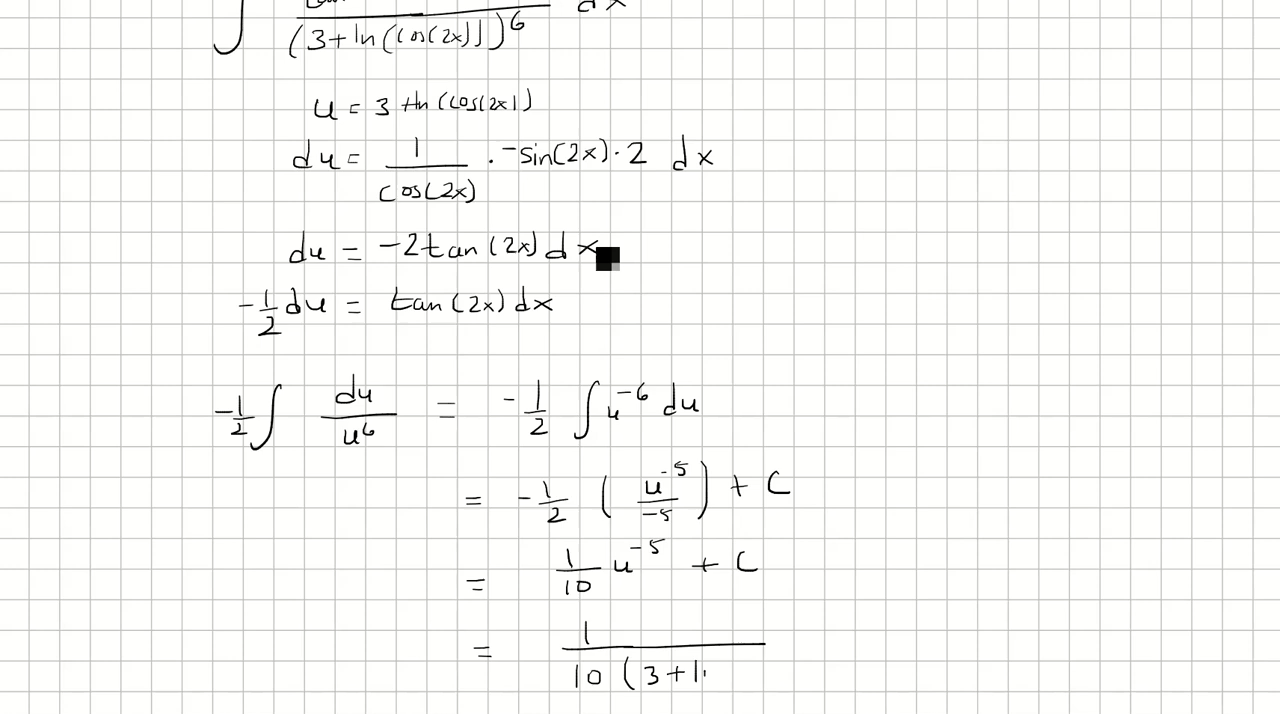 ∫ dx
(3+ln(cos(2x)))^6
u = 3 +ln(cos(2x))
du = 1/cos(2x) · -sin(2x) · 2 dx
du = -2tan(2x) dx
-1/2 du = tan(2x) dx
-1/2 ∫ du/u^6 = -1/2 ∫ u^-6 du
= -1/2 (u^-5/-5) + C
= 1/10 u^-5 + C
= 1/10 (3+l